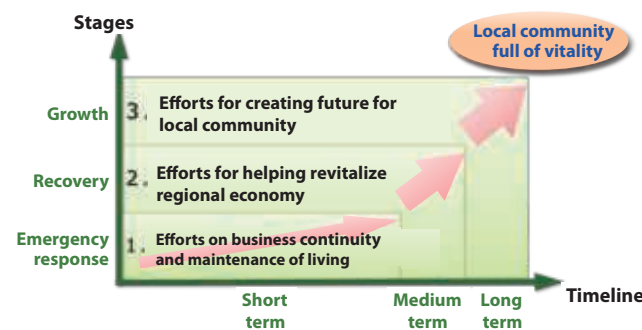 Stages
Local community
full of vitality
Growth
3. Efforts for creating future for
local community
Recovery
2. Efforts for helping revitalize
regional economy
Emergency
response
1. Efforts on business continuity
and maintenance of living
Timeline
Short
term
Medium
term
Long
term